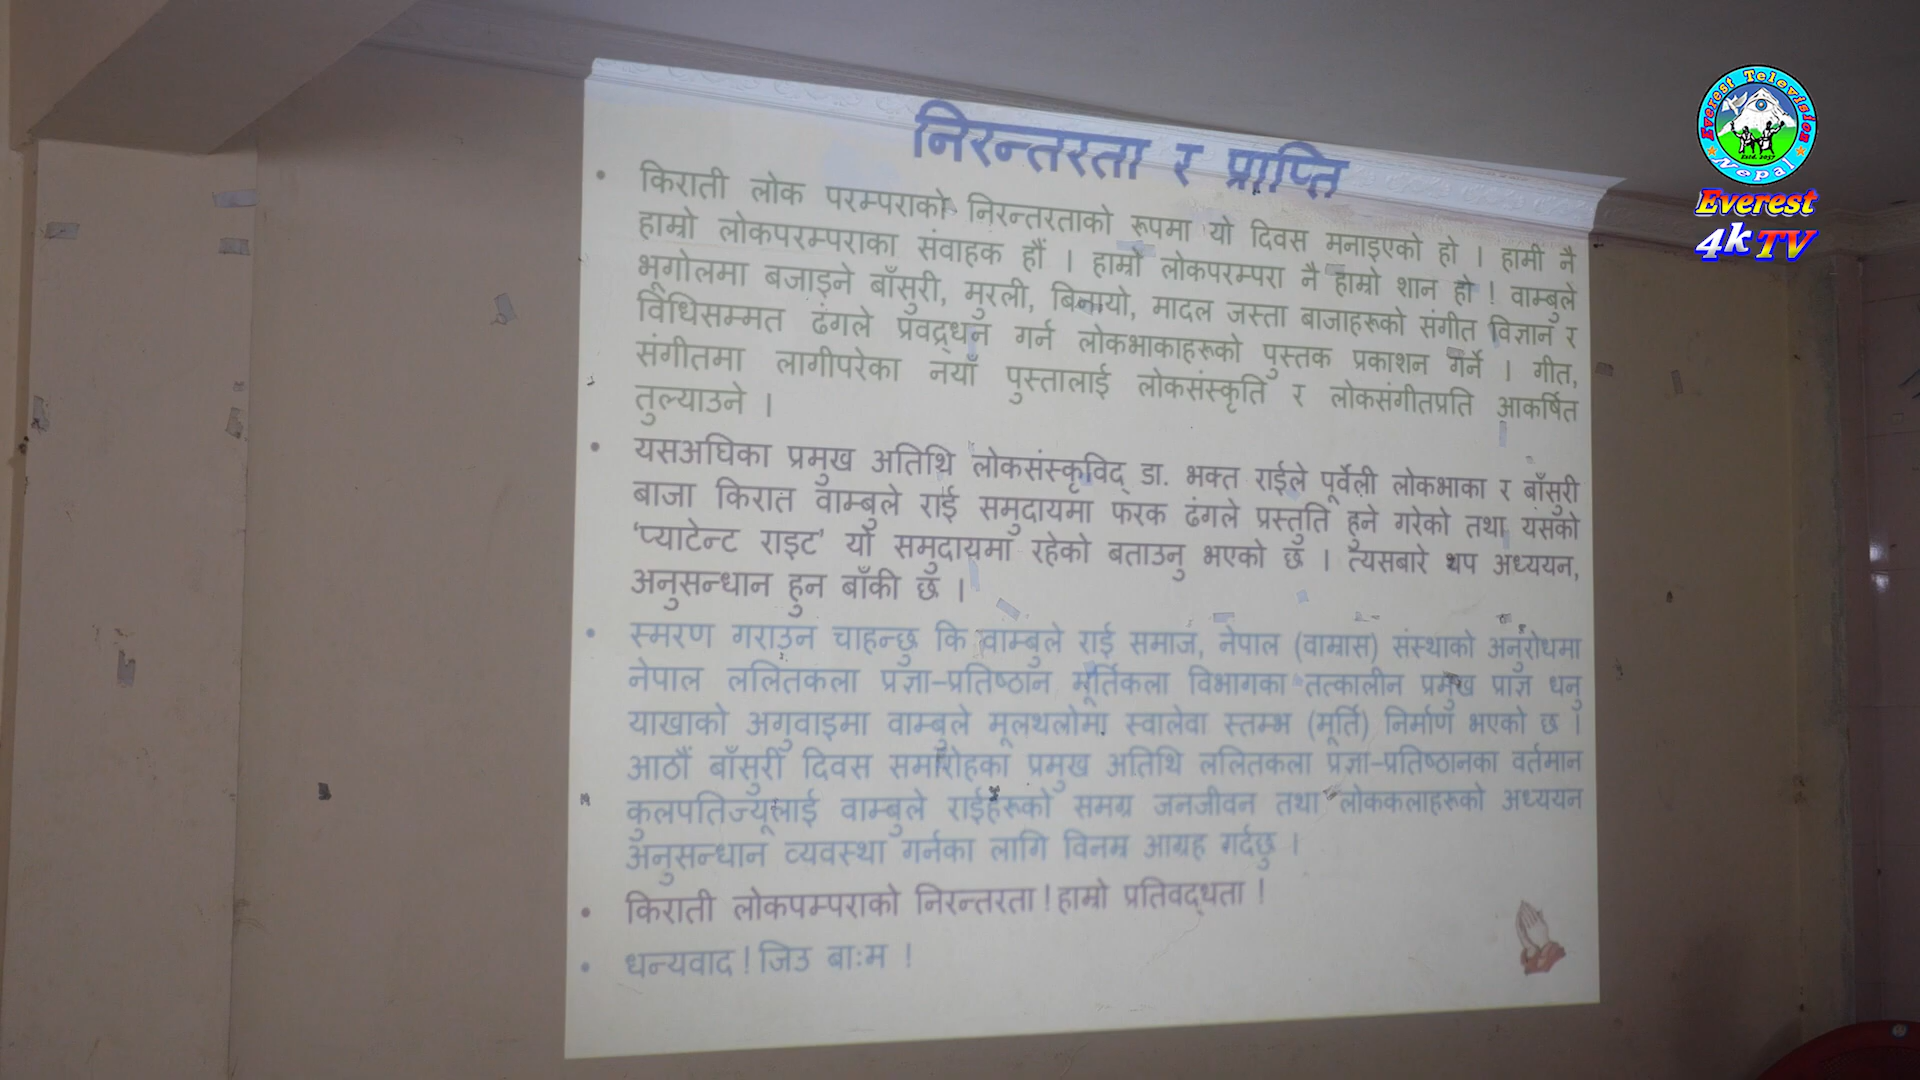 निरन्तरता र प्राप्ति
• किराती लोक परम्पराको निरन्तरताको रूपमा यो दिवस मनाइएको हो । हामी नै
हाम्रो लोकपरम्पराका संवाहक हौं । हाम्रो लोकपरम्परा नै हाम्रो शान हो ! वाम्बुले
भूगोलमा बजाइने बाँसुरी, मुरली, बिनायो, मादल जस्ता बाजाहरूको संगीत विज्ञान र
विधिसम्मत ढंगले प्रवद्र्धन गर्न लोकभाकाहरूको पुस्तक प्रकाशन गर्ने । गीत,
संगीतमा लागीपरेका नयाँ पुस्तालाई लोकसंस्कृति र लोकसंगीतप्रति आकर्षित
तुल्याउने ।
• यसअघिका प्रमुख अतिथि लोकसंस्कृविद् डा. भक्त राईले पूर्वेली लोकभाका र बाँसुरी
बाजा किरात वाम्बुले राई समुदायमा फरक ढंगले प्रस्तुति हुने गरेको तथा यसको
‘प्याटेन्ट राइट’ यो समुदायमा रहेको बताउनु भएको छ । त्यसबारे थप अध्ययन,
अनुसन्धान हुन बाँकी छ ।
• स्मरण गराउन चाहन्छु कि वाम्बुले राई समाज, नेपाल (वाम्रास) संस्थाको अनुरोधमा
नेपाल ललितकला प्रज्ञा-प्रतिष्ठान मूर्तिकला विभागका तत्कालीन प्रमुख प्राज्ञ धनु
याखाको अगुवाइमा वाम्बुले मूलथलोमा स्वालेवा स्तम्भ (मूर्ति) निर्माण भएको छ ।
आठौं बाँसुरी दिवस समारोहका प्रमुख अतिथि ललितकला प्रज्ञा-प्रतिष्ठानका वर्तमान
कुलपतिज्यूलाई वाम्बुले राईहरूको समग्र जनजीवन तथा लोककलाहरूको अध्ययन
अनुसन्धान व्यवस्था गर्नका लागि विनम्र आग्रह गर्दछु ।
• किराती लोकपम्पराको निरन्तरता ! हाम्रो प्रतिवद्धता !
• धन्यवाद ! जिउ बाःम !
Everest Television
Estd. 2057
Nepal
Everest
4k TV